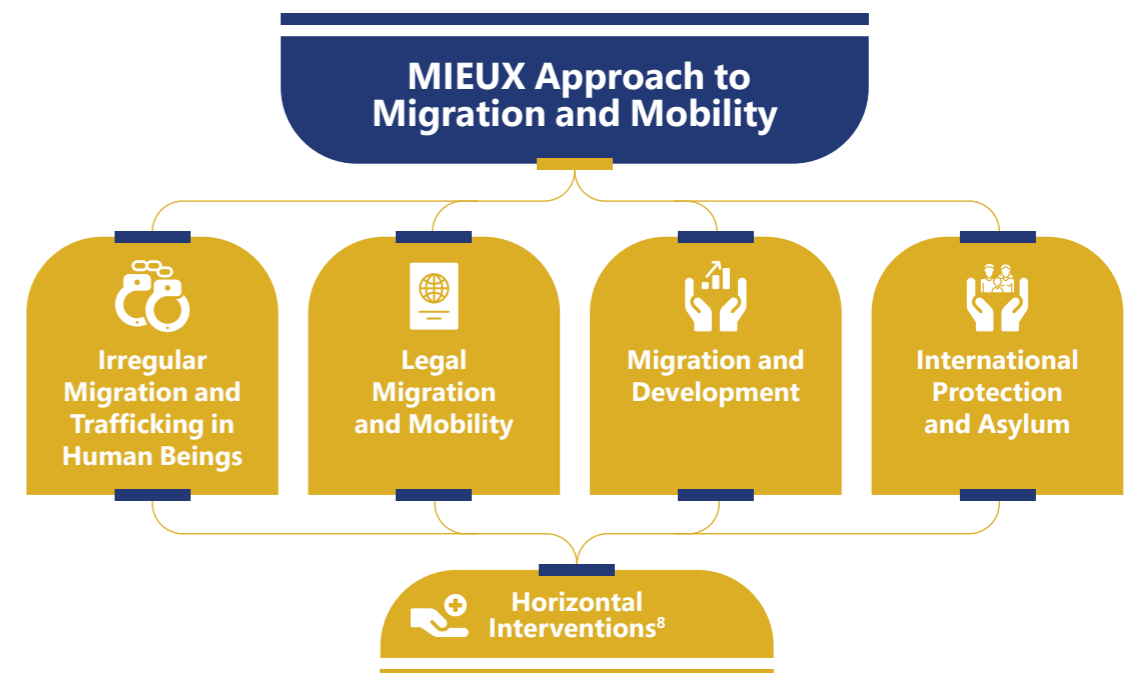 MIEUX Approach to
Migration and Mobility
Irregular
Migration and
Trafficking in
Human Beings
Legal
Migration
and Mobility
Migration and
Development
International
Protection
and Asylum
Horizontal
Interventions⁸